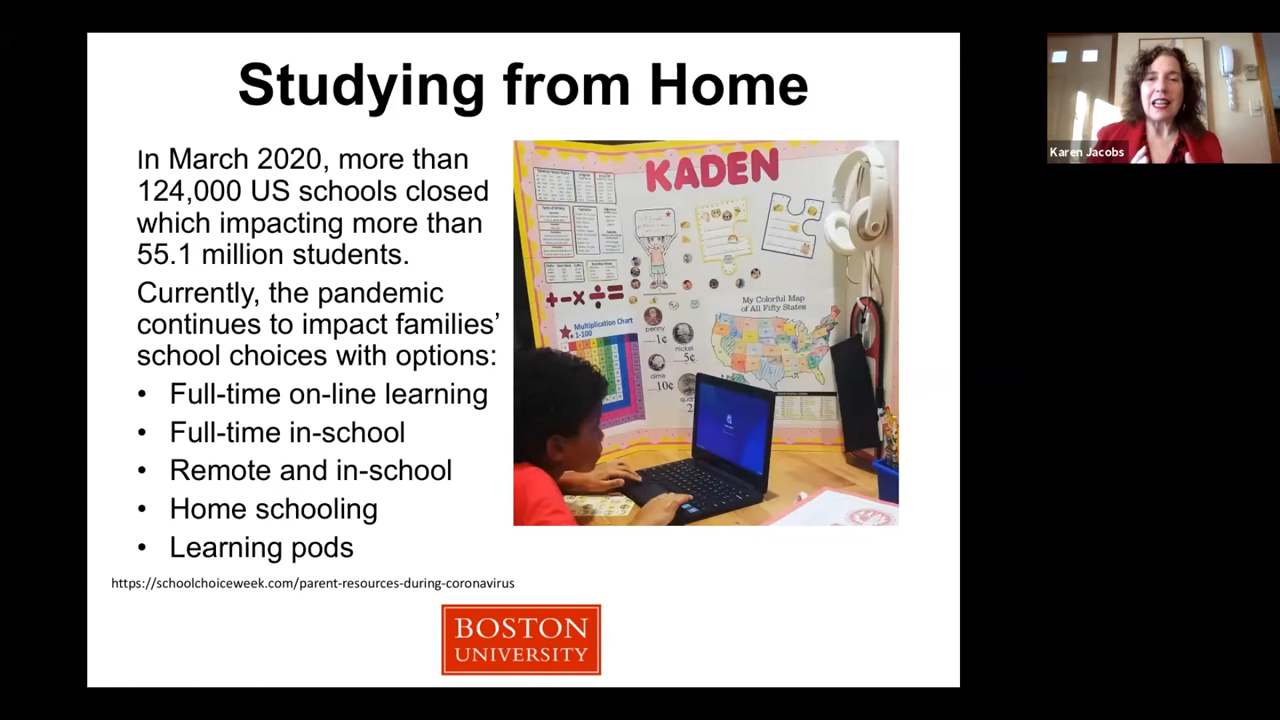 Studying from Home
In March 2020, more than
124,000 US schools closed
which impacting more than
55.1 million students.
Currently, the pandemic
continues to impact families’
school choices with options:
• Full-time on-line learning
• Full-time in-school
• Remote and in-school
• Home schooling
• Learning pods
https://schoolchoiceweek.com/parent-resources-during-coronavirus
BOSTON
UNIVERSITY
KADEN
My Colorful Map
of All Fifty States
Multiplication Chart
1-100
penny
1¢
nickel
5¢
dime
10¢
Karen Jacobs